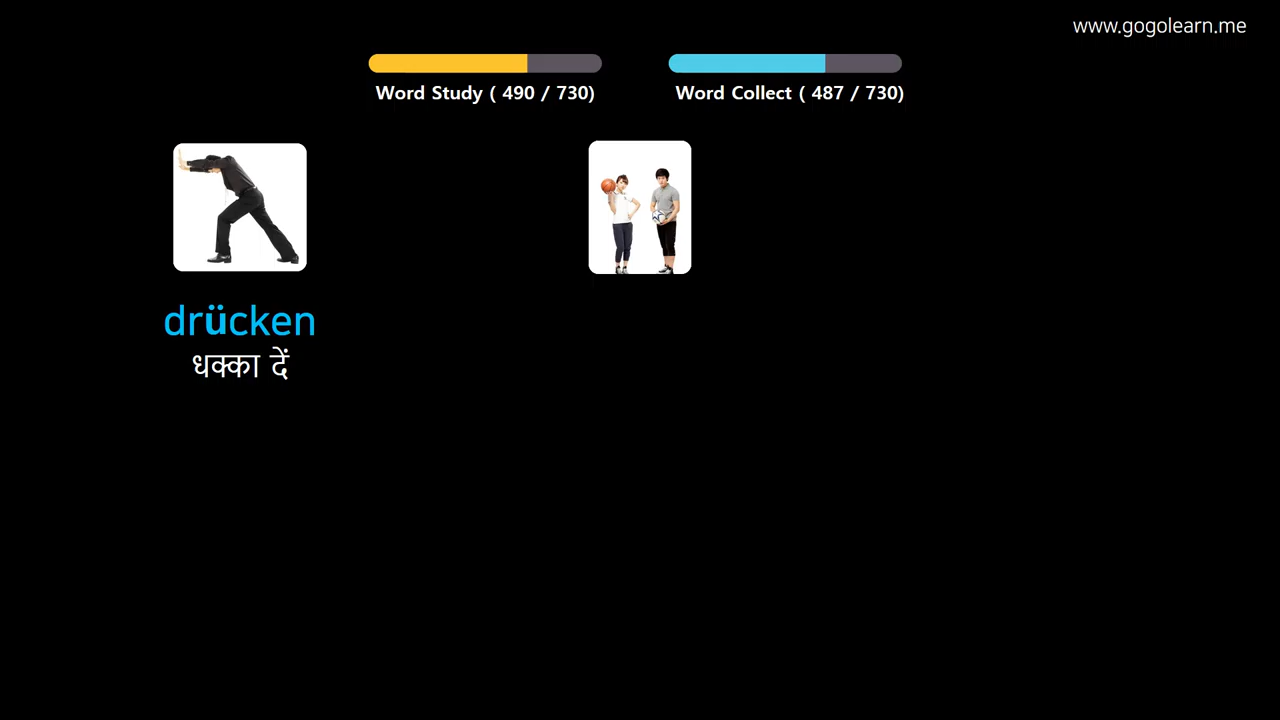 www.gogolearn.me
Word Study ( 490 / 730)
Word Collect ( 487 / 730)
drücken
धक्का दें